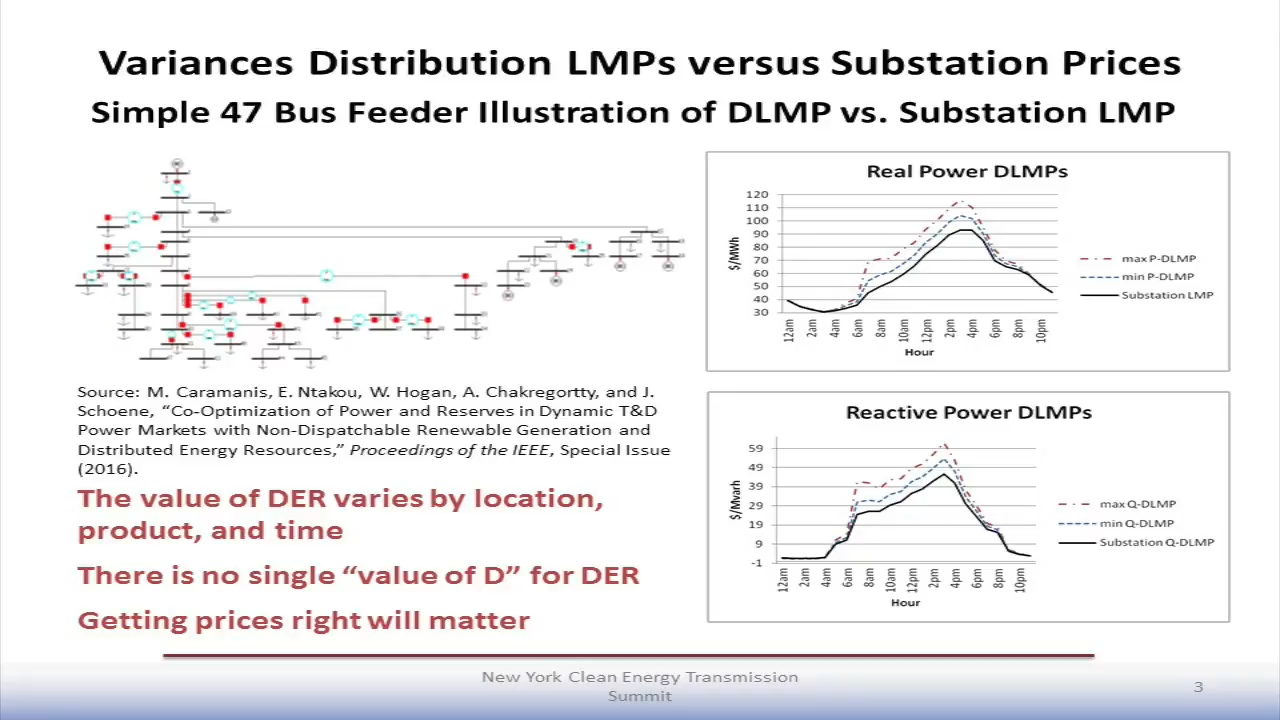 Variances Distribution LMPs versus Substation Prices
Simple 47 Bus Feeder Illustration of DLMP vs. Substation LMP
Source: M. Caramanis, E. Ntakou, W. Hogan, A. Chakregortty, and J.
Schoene, “Co-Optimization of Power and Reserves in Dynamic T&D
Power Markets with Non-Dispatchable Renewable Generation and
Distributed Energy Resources,” Proceedings of the IEEE, Special Issue
(2016).
The value of DER varies by location,
product, and time
There is no single “value of D” for DER
Getting prices right will matter
Real Power DLMPs
120
110
100
90
80
70
60
50
40
30
$/MWh
12am 2am 4am 6am 8am 10am 12pm 2pm 4pm 6pm 8pm 10pm
Hour
max P-DLMP
min P-DLMP
Substation LMP
Reactive Power DLMPs
59
49
39
29
19
9
-1
$/Mvarh
12am 2am 4am 6am 8am 10am 12pm 2pm 4pm 6pm 8pm 10pm
Hour
max Q-DLMP
min Q-DLMP
Substation Q-DLMP
New York Clean Energy Transmission
Summit
3